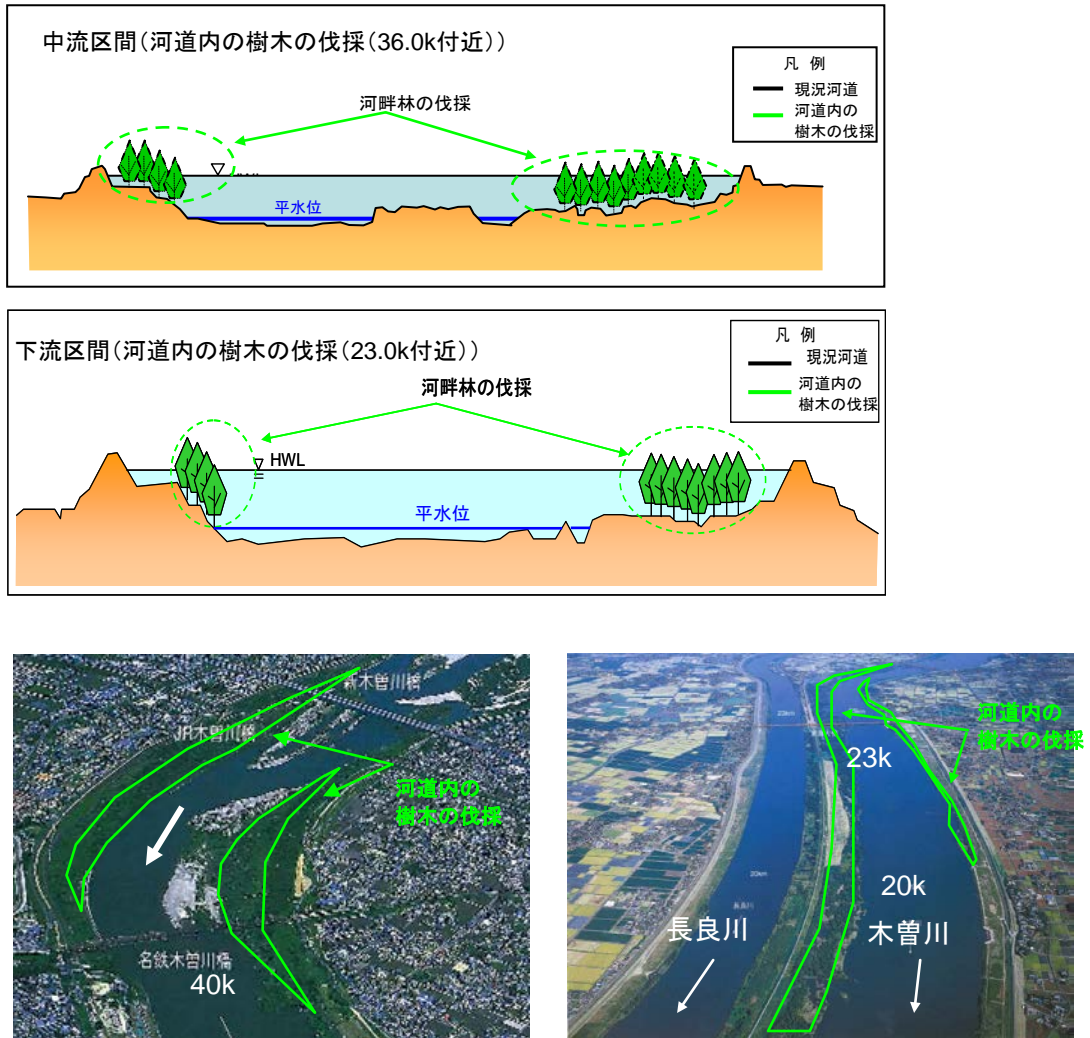 中流区間(河道内の樹木の伐採(36.0k付近))
凡 例
現況河道
河道内の
樹木の伐採
河畔林の伐採
平水位
下流区間(河道内の樹木の伐採(23.0k付近))
凡 例
現況河道
河道内の
樹木の伐採
河畔林の伐採
HWL
平水位
新木曽川橋
JR木曽川橋
河道内の
樹木の伐採
名鉄木曽川橋
40k
23km
河道内の
樹木の伐採
23k
20km
20k
長良川
長良川
木曽川